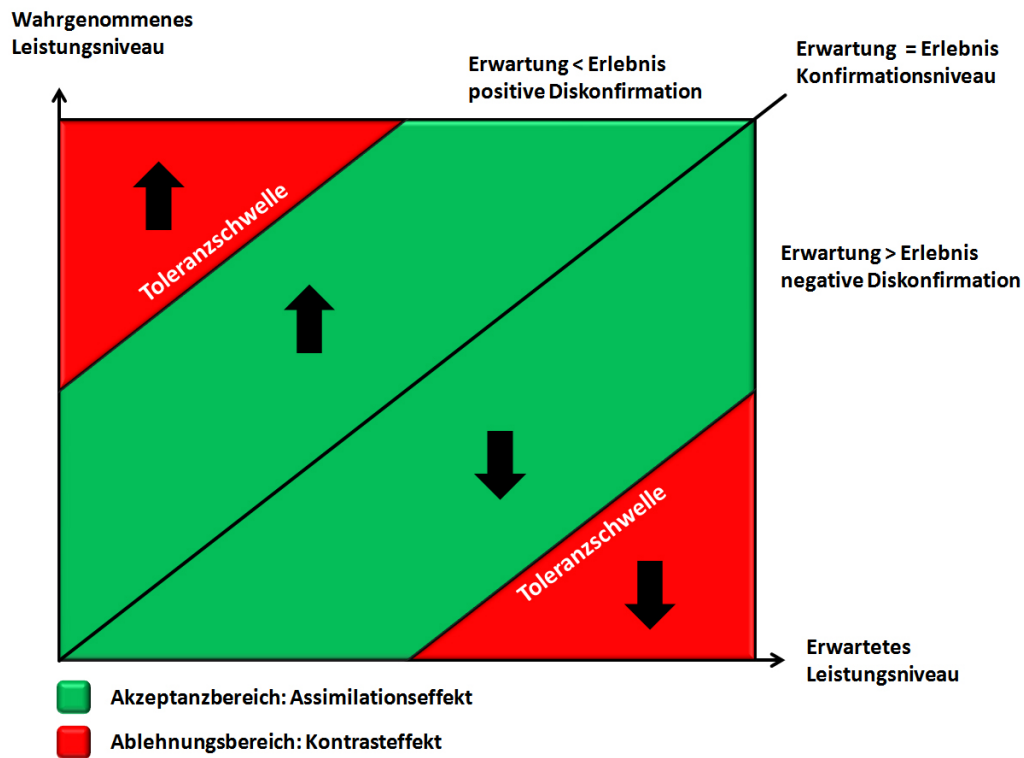 Wahrgenommenes
Leistungsniveau
Erwartung < Erlebnis
positive Diskonfirmation
Erwartung = Erlebnis
Konfirmationsniveau
Toleranzschwelle
Erwartung > Erlebnis
negative Diskonfirmation
Toleranzschwelle
Erwartetes
Leistungsniveau
Akzeptanzbereich: Assimilationseffekt
Ablehnungsbereich: Kontrasteffekt